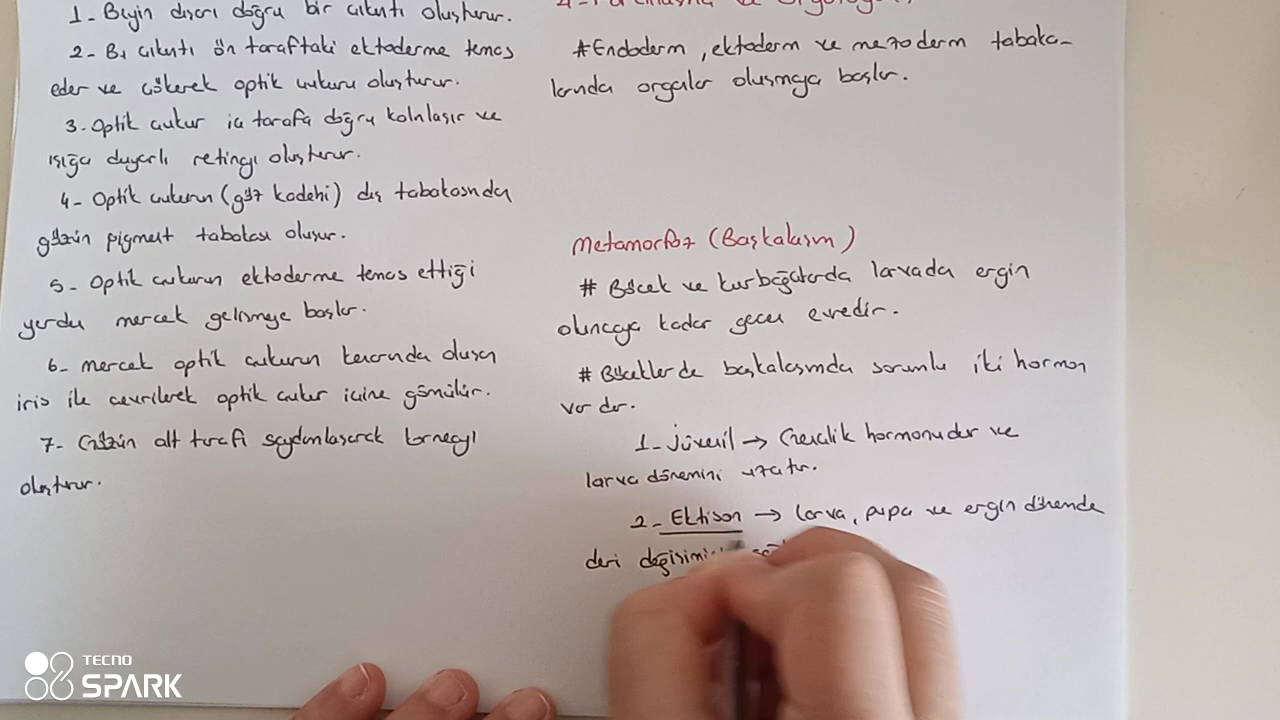 1- Beyin dışarı doğru bir çıkıntı oluşturur.
2- Bu çıkıntı ön taraftaki ektoderme temas
eder ve çökerek optik çukuru oluşturur.
3- Optik çukur iç tarafa doğru kalınlaşır ve
ışığa duyarlı retinayı oluşturur.
4- Optik çukurun (göz kadehi) dış tabakasında
gözün pigment tabakası oluşur.
5- Optik çukurun ektoderme temas ettiği
yerden mercek gelişmeye başlar.
6- mercek optik çukurun kenarında oluşan
iris ile çevrilerek optik çukur içine gömülür.
7- Gözün alt tarafı saydamlaşarak korneayı
oluşturur.
#Endoderm, ektoderm ve mezoderm tabaka-
larında organlar oluşmaya başlar.
Metamorfoz (Başkalaşım)
# Böcek ve kurbağalarda larvada ergin
oluncaya kadar geçen evredir.
# Böceklerde başkalaşımda sorumlu iki hormon
vardır.
1- Jüvenil → Gençlik hormonudur ve
larva dönemini uzatır.
2- Ektison → larva, pupa ve ergin dönemde
deri değişimini
TECNO
SPARK